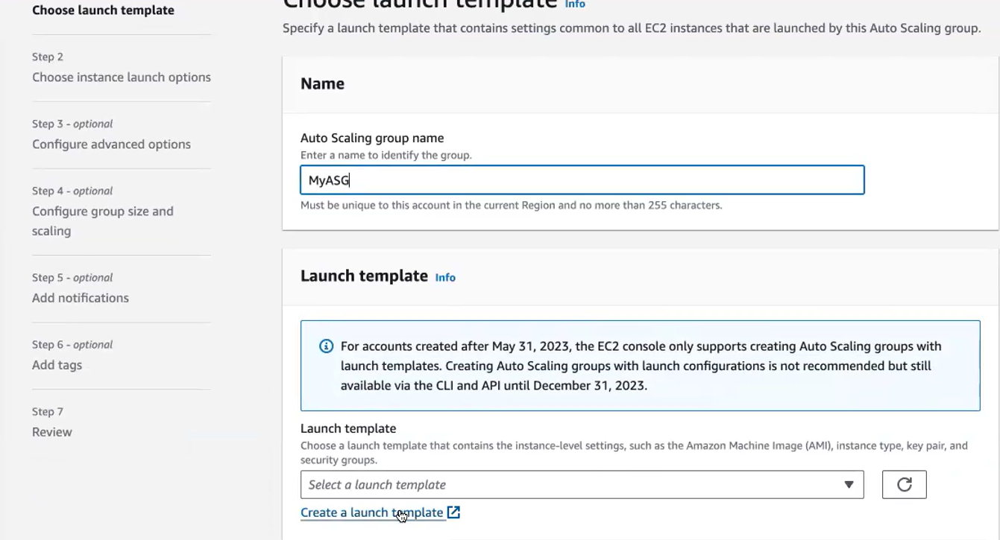 Choose launch template
Step 2
Choose instance launch options
Step 3 - optional
Configure advanced options
Step 4 - optional
Configure group size and
scaling
Step 5 - optional
Add notifications
Step 6 - optional
Add tags
Step 7
Review
Choose launch template Info
Specify a launch template that contains settings common to all EC2 instances that are launched by this Auto Scaling group.
Name
Auto Scaling group name
Enter a name to identify the group.
MyASG
Must be unique to this account in the current Region and no more than 255 characters.
Launch template Info
For accounts created after May 31, 2023, the EC2 console only supports creating Auto Scaling groups with
launch templates. Creating Auto Scaling groups with launch configurations is not recommended but still
available via the CLI and API until December 31, 2023.
Launch template
Choose a launch template that contains the instance-level settings, such as the Amazon Machine Image (AMI), instance type, key pair, and
security groups.
Select a launch template
Create a launch template